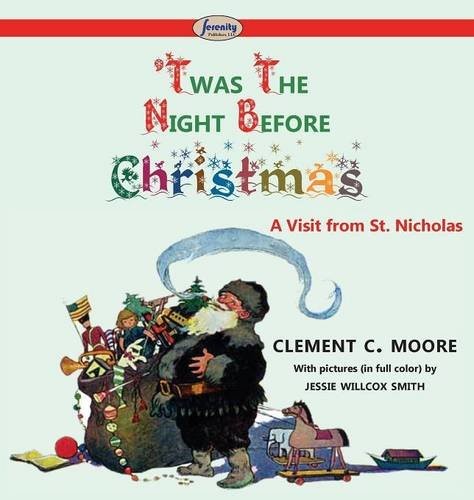 Serenity
Publishers, LLC
'Twas The
Night Before
Christmas
A Visit from St. Nicholas
CLEMENT C. MOORE
With pictures (in full color) by
JESSIE WILLCOX SMITH